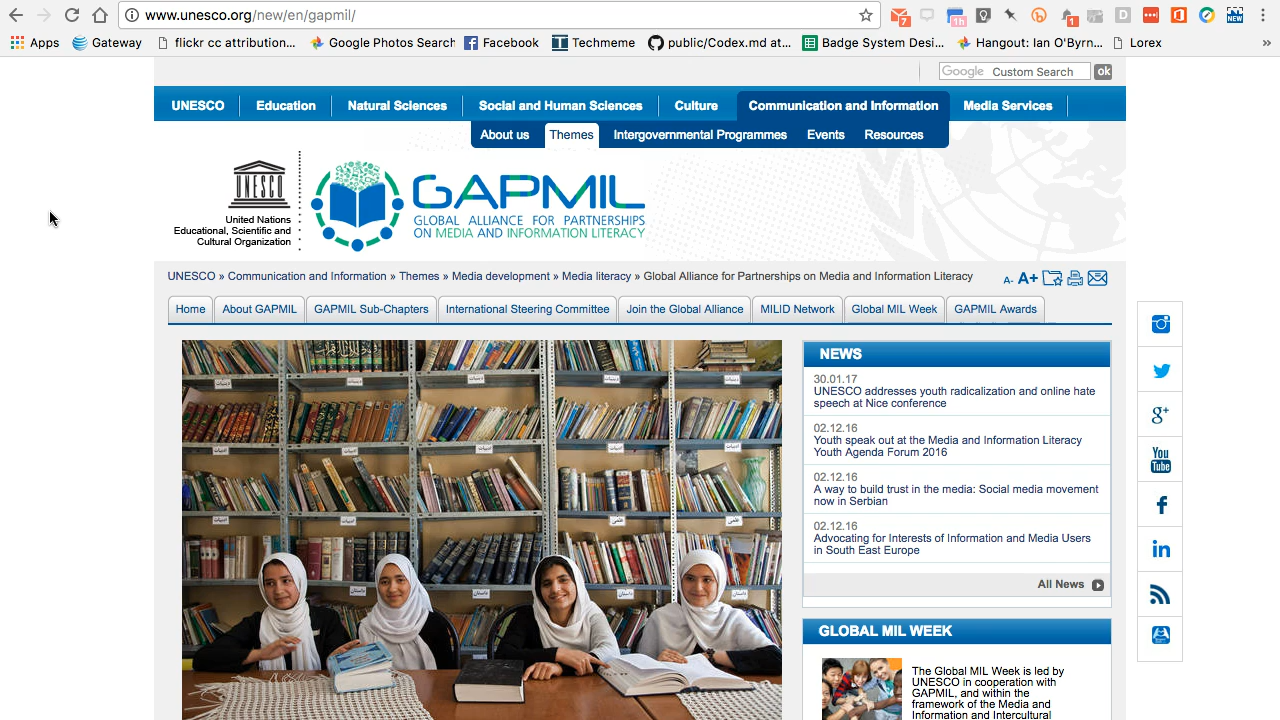 www.unesco.org/new/en/gapmil/
7
1h
1
D
NEW
Apps
Gateway
flickr cc attribution...
Google Photos Search
Facebook
Techmeme
public/Codex.md at...
Badge System Desi...
Hangout: Ian O'Byrn...
Lorex
»
Google Custom Search
ok
UNESCO
Education
Natural Sciences
Social and Human Sciences
Culture
Communication and Information
Media Services
About us
Themes
Intergovernmental Programmes
Events
Resources
UNESCO
United Nations
Educational, Scientific and
Cultural Organization
GAPMIL
GLOBAL ALLIANCE FOR PARTNERSHIPS
ON MEDIA AND INFORMATION LITERACY
UNESCO » Communication and Information » Themes » Media development » Media literacy » Global Alliance for Partnerships on Media and Information Literacy
A-
A+
Home
About GAPMIL
GAPMIL Sub-Chapters
International Steering Committee
Join the Global Alliance
MILID Network
Global MIL Week
GAPMIL Awards
NEWS
30.01.17
UNESCO addresses youth radicalization and online hate
speech at Nice conference
02.12.16
Youth speak out at the Media and Information Literacy
Youth Agenda Forum 2016
02.12.16
A way to build trust in the media: Social media movement
now in Serbian
02.12.16
Advocating for Interests of Information and Media Users
in South East Europe
All News
GLOBAL MIL WEEK
The Global MIL Week is led by
UNESCO in cooperation with
GAPMIL, and within the
framework of the Media and
Information and Intercultural
g+
You
Tube
f
in